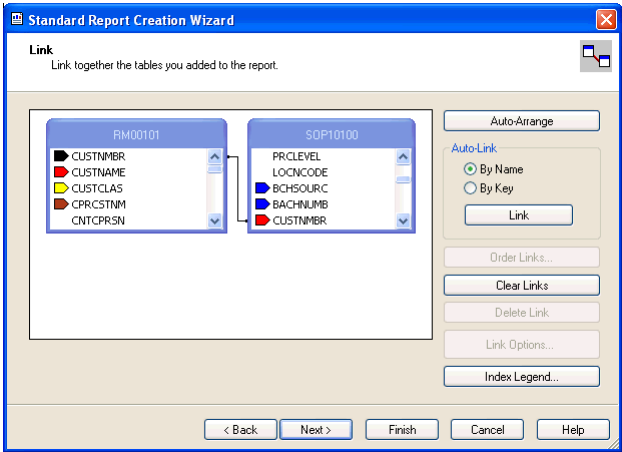 Standard Report Creation Wizard
Link
Link together the tables you added to the report.
RM00101
CUSTNMBR
CUSTNAME
CUSTCLAS
CPRCSTNM
CNTCPRSN
SOP10100
PRCLEVEL
LOCNCODE
BCHSOURC
BACHNUMB
CUSTNMBR
Auto-Arrange
Auto-Link
By Name
By Key
Link
Order Links...
Clear Links
Delete Link
Link Options...
Index Legend...
< Back Next > Finish Cancel Help